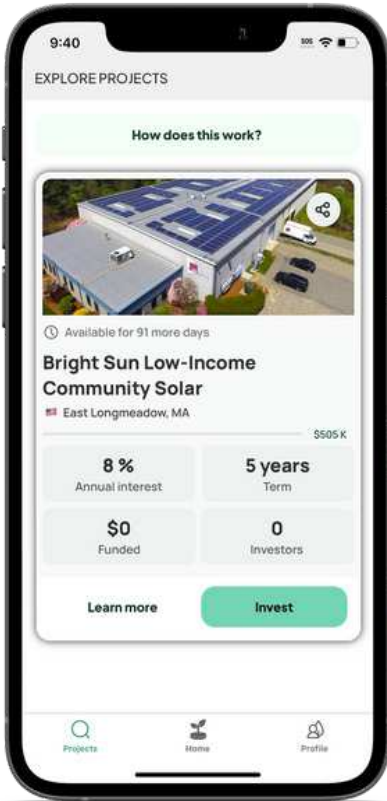 9:40
SOS
EXPLORE PROJECTS
How does this work?
Available for 91 more days
Bright Sun Low-Income
Community Solar
East Longmeadow, MA
$505 K
8 %
5 years
Annual interest
Term
$0
0
Funded
Investors
Learn more
Invest
Projects
Home
Profile